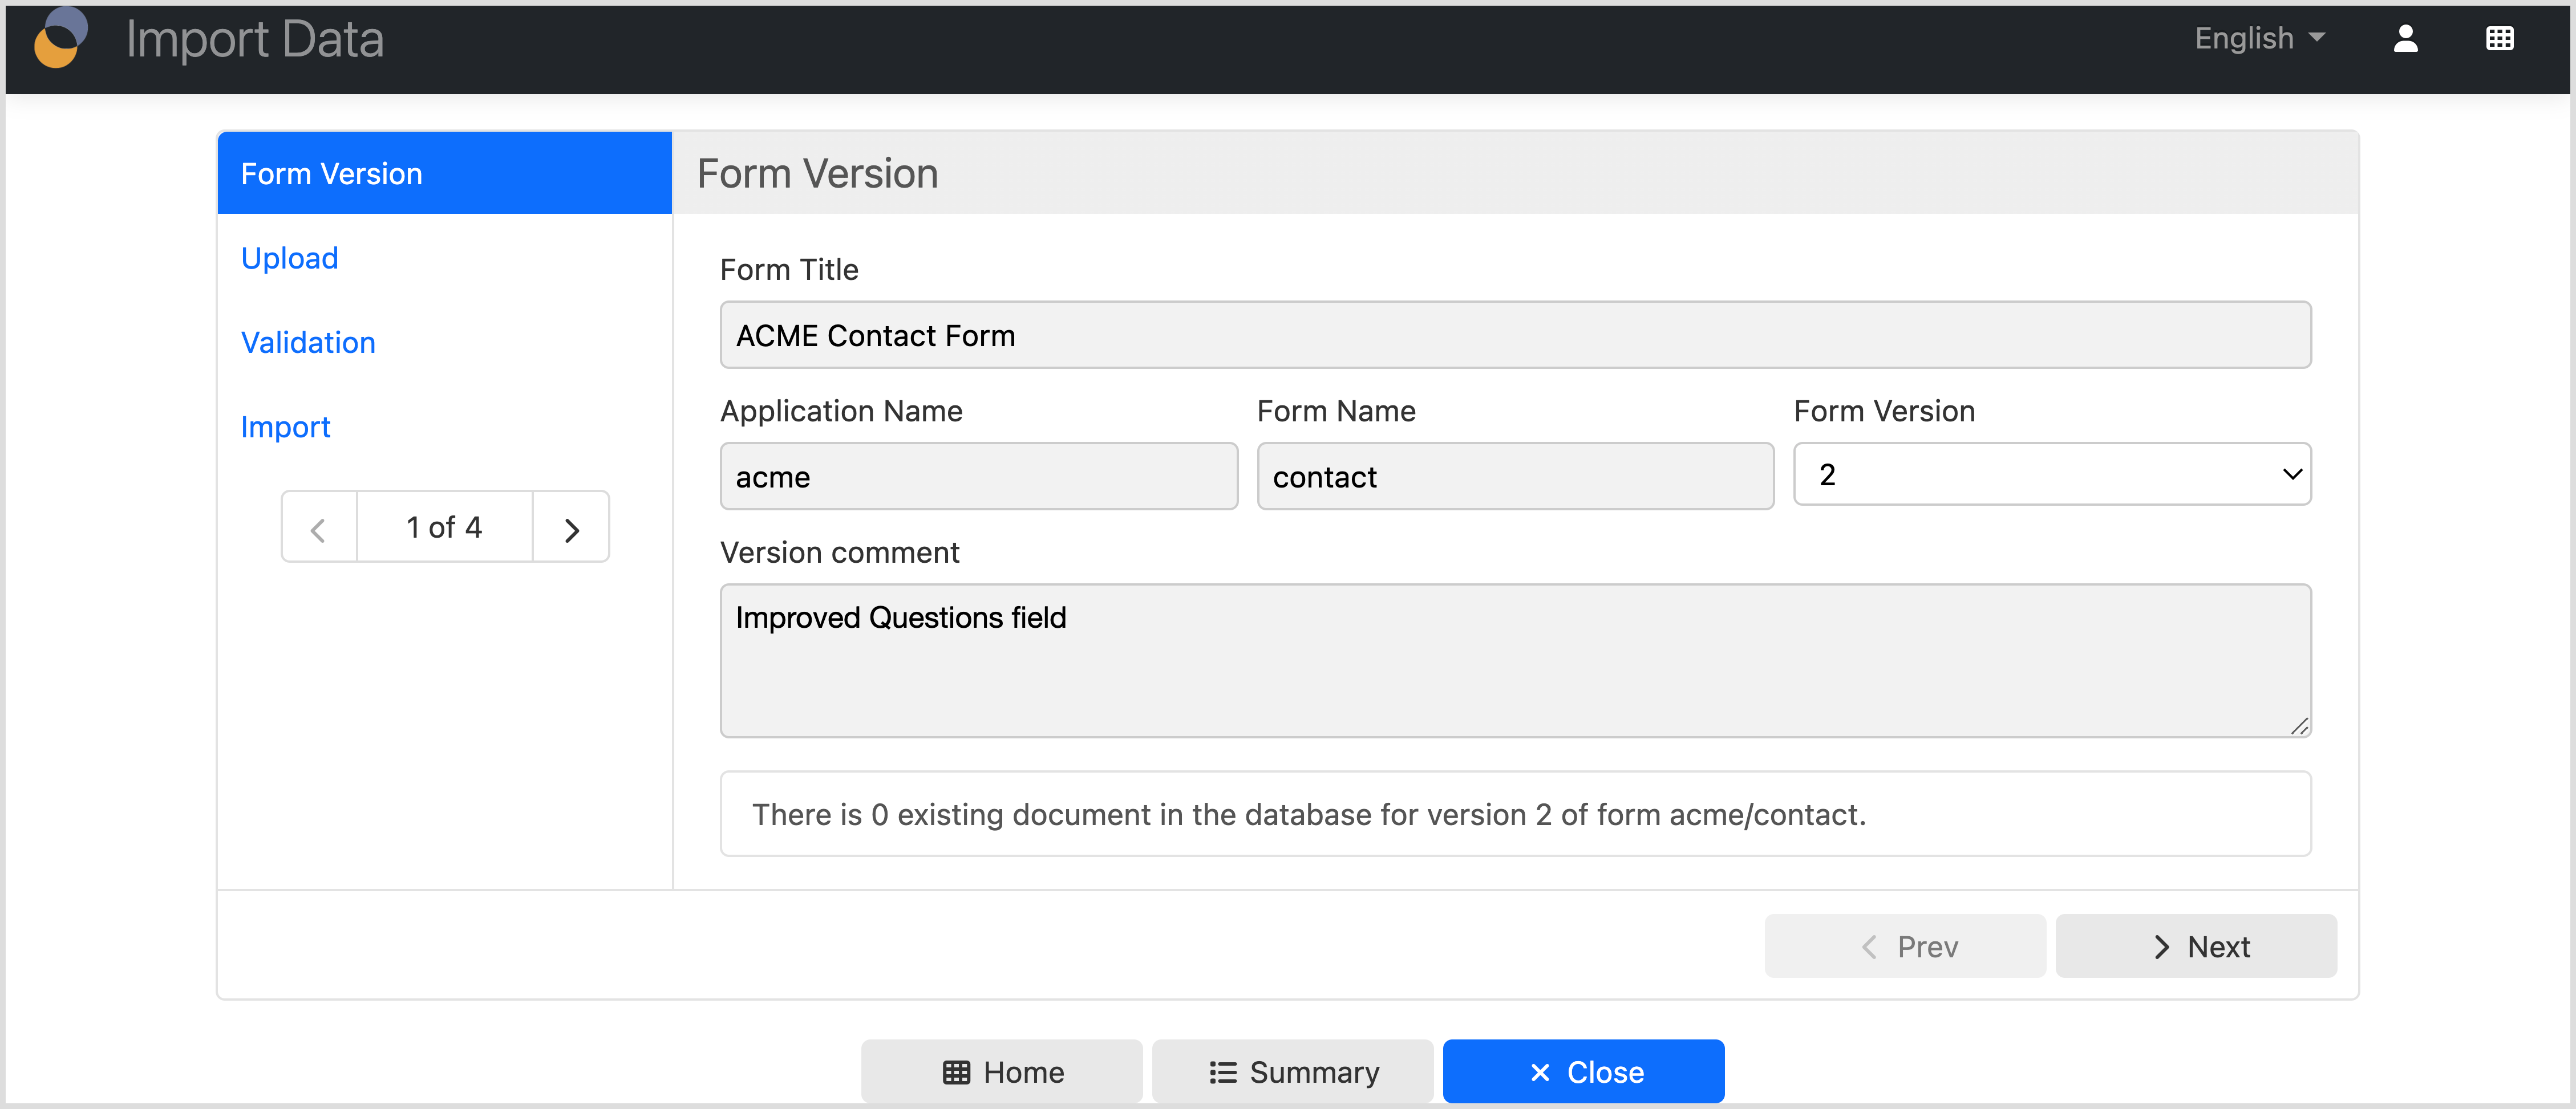 Import Data
English
Form Version
Upload
Validation
Import
1 of 4
Form Version
Form Title
ACME Contact Form
Application Name
Form Name
Form Version
acme
contact
2
Version comment
Improved Questions field
There is 0 existing document in the database for version 2 of form acme/contact.
Prev
Next
Home
Summary
Close